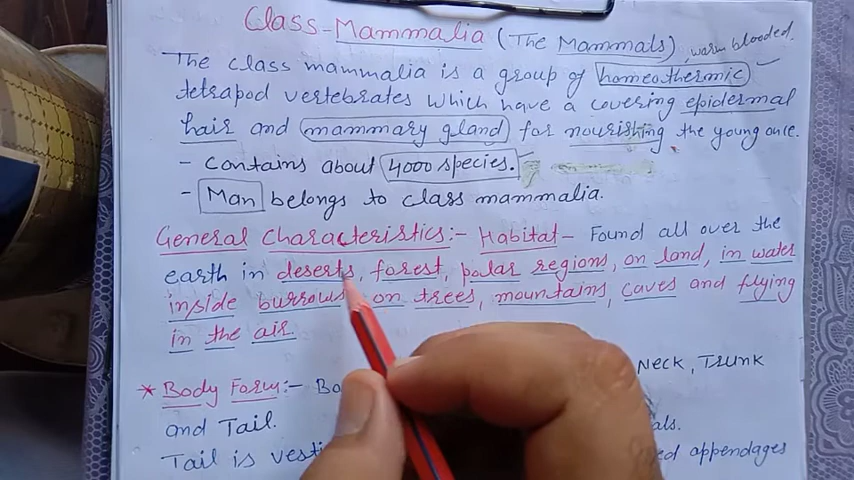 Class-Mammalia (The Mammals), warm blooded.
The class mammalia is a group of homeothermic
tetrapod vertebrates which have a covering epidermal
hair and mammary gland for nourishing the young once.
- Contains about 4000 species.
- Man belongs to class mammalia.
General Characteristics:- Habitat- Found all over the
earth in deserts, forest, polar regions, on land, in water
inside burrows on trees, mountains, caves and flying
in the air
* Body Form:- Neck, Trunk
and Tail.
Tail is appendages